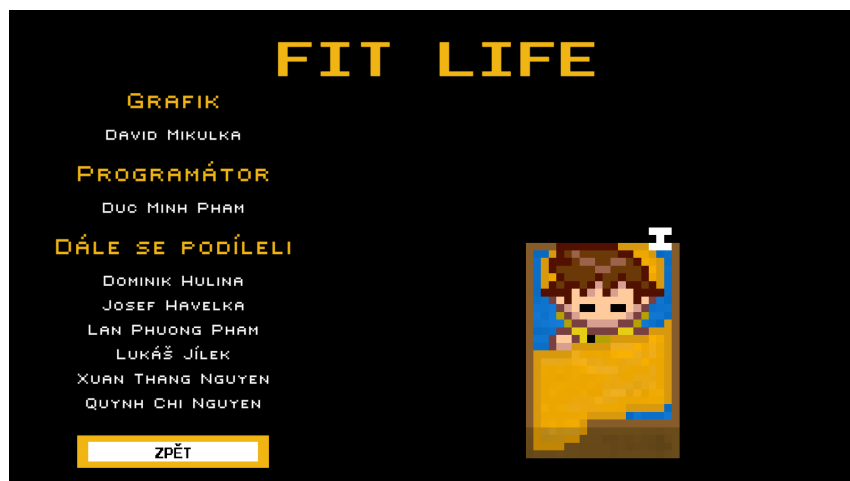 FIT LIFE
GRAFIK
DAVID MIKULKA
PROGRAMÁTOR
DUC MINH PHAM
DÁLE SE PODÍLELI
DOMINIK HULINA
JOSEF HAVELKA
LAN PHUONG PHAM
LUKÁŠ JÍLEK
XUAN THANG NGUYEN
QUYNH CHI NGUYEN
ZPĚT